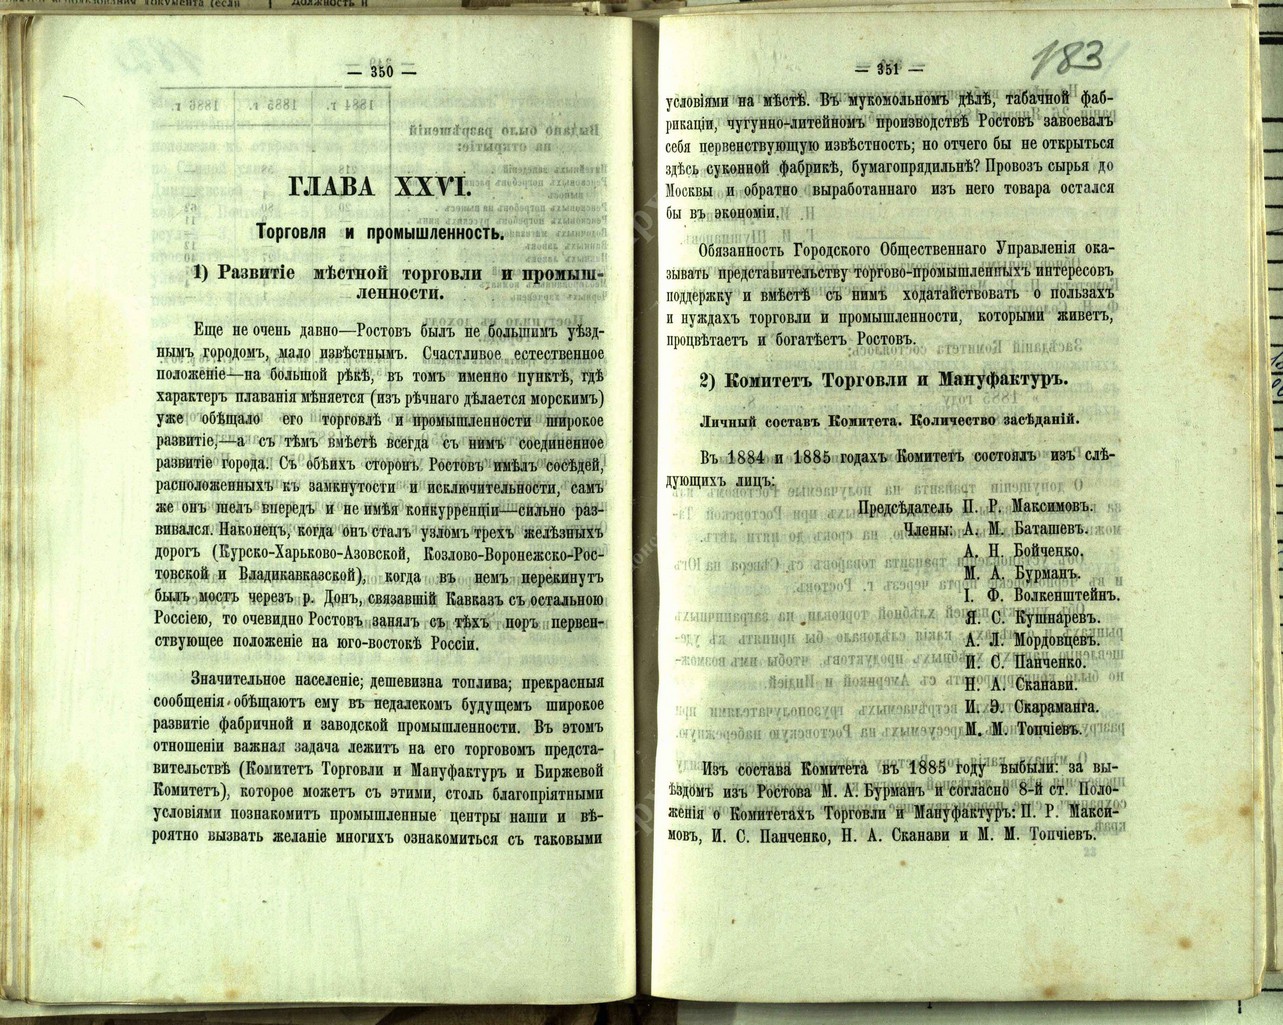 — 350 —
ГЛАВА XXVI.
Торговля и промышленность.
1) Развитіе мѣстной торговли и промыш-
ленности.
Еще не очень давно—Ростовъ былъ не большимъ уѣзд-
нымъ городомъ, мало извѣстнымъ. Счастливое естественное
положеніе—на большой рѣкѣ, въ томъ именно пунктѣ, гдѣ
характеръ плаванія мѣняется (изъ рѣчнаго дѣлается морскимъ)
уже обѣщало его торговлѣ и промышленности широкое
развитіе,—а съ тѣмъ вмѣстѣ всегда съ нимъ соединенное
развитіе города. Съ обѣихъ сторонъ Ростовъ имѣлъ сосѣдей,
расположенныхъ къ замкнутости и исключительности, самъ
же онъ шелъ впередъ и не имѣя конкурренціи—сильно раз-
вивался. Наконецъ, когда онъ сталъ узломъ трехъ желѣзныхъ
дорогъ (Курско-Харьково-Азовской, Козлово-Воронежско-Рос-
товской и Владикавказской), когда въ немъ перекинутъ
былъ мостъ черезъ р. Донъ, связавшій Кавказъ съ остальною
Россіею, то очевидно Ростовъ занялъ съ тѣхъ поръ первен-
ствующее положеніе на юго-востокѣ Россіи.
Значительное населеніе; дешевизна топлива; прекрасныя
сообщенія обѣщаютъ ему въ недалекомъ будущемъ широкое
развитіе фабричной и заводской промышленности. Въ этомъ
отношеніи важная задача лежитъ на его торговомъ предста-
вительствѣ (Комитетъ Торговли и Мануфактуръ и Биржевой
Комитетъ), которое можетъ съ этими, столь благопріятными
условіями познакомить промышленные центры наши и вѣ-
роятно вызвать желаніе многихъ ознакомиться съ таковыми
— 351 —
183
условіями на мѣстѣ. Въ мукомольномъ дѣлѣ, табачной фаб-
рикаціи, чугунно-литейномъ производствѣ Ростовъ завоевалъ
себя первенствующую извѣстность; но отчего бы не открыться
здѣсь суконной фабрикѣ, бумагопрядильнѣ? Провозъ сырья до
Москвы и обратно выработаннаго изъ него товара остался
бы въ экономіи.
Обязанность Городского Общественнаго Управленія ока-
зывать представительству торгово-промышленныхъ интересовъ
поддержку и вмѣстѣ съ нимъ ходатайствовать о пользахъ
и нуждахъ торговли и промышленности, которыми живетъ,
процвѣтаетъ и богатѣетъ Ростовъ.
2) Комитетъ Торговли и Мануфактуръ.
Личный составъ Комитета. Количество засѣданій.
Въ 1884 и 1885 годахъ Комитетъ состоялъ изъ слѣ-
дующихъ лицъ:
Предсѣдатель П. Р. Максимовъ.
Члены: А. М. Баташевъ.
А. Н. Бойченко.
М. А. Бурманъ.
І. Ф. Волкенштейнъ.
Я. С. Кушнаревъ.
А. Л. Мордовцевъ.
И. С. Панченко.
Н. А. Сканави.
И. Э. Скараманга.
М. М. Топчіевъ.
Изъ состава Комитета въ 1885 году выбыли: за вы-
ѣздомъ изъ Ростова М. А. Бурманъ и согласно 8-й ст. Поло-
женія о Комитетахъ Торговли и Мануфактуръ: П. Р. Макси-
мовъ, И. С. Панченко, Н. А. Сканави и М. М. Топчіевъ.